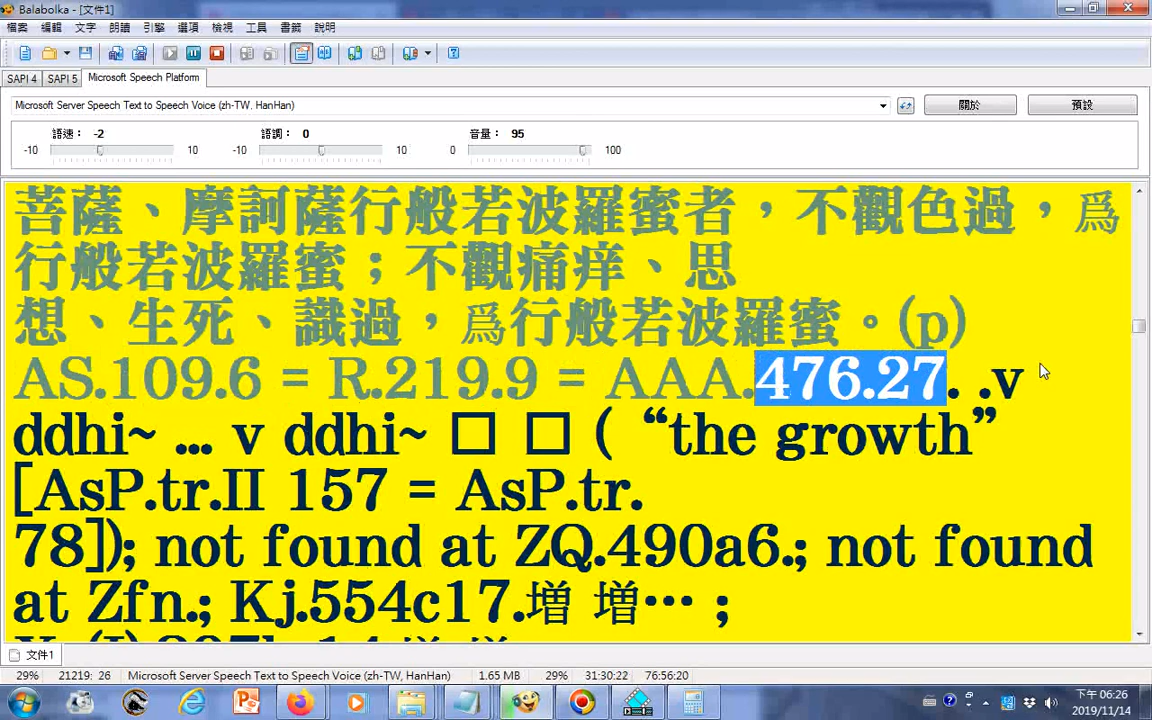 Balabolka - [文件1]
檔案 編輯 文字 朗讀 引擎 選項 檢視 工具 書籤 說明
SAPI 4 SAPI 5 Microsoft Speech Platform
Microsoft Server Speech Text to Speech Voice (zh-TW, HanHan) 關於 預設
語速： -2 語調： 0 音量： 95
-10 10 -10 10 0 100
菩薩、摩訶薩行般若波羅蜜者，不觀色過，爲
行般若波羅蜜；不觀痛痒、思
想、生死、識過，爲行般若波羅蜜。(p)
AS.109.6 = R.219.9 = AAA.476.27. .v
ddhi~ ... v ddhi~ □ □ ( “the growth”
[AsP.tr.II 157 = AsP.tr.
78]); not found at ZQ.490a6.; not found
at Zfn.; Kj.554c17.増 増… ;
文件1
29% 21219: 26 Microsoft Server Speech Text to Speech Voice (zh-TW, HanHan) 1.65 MB 29% 31:30:22 76:56:20
下午 06:26
2019/11/14